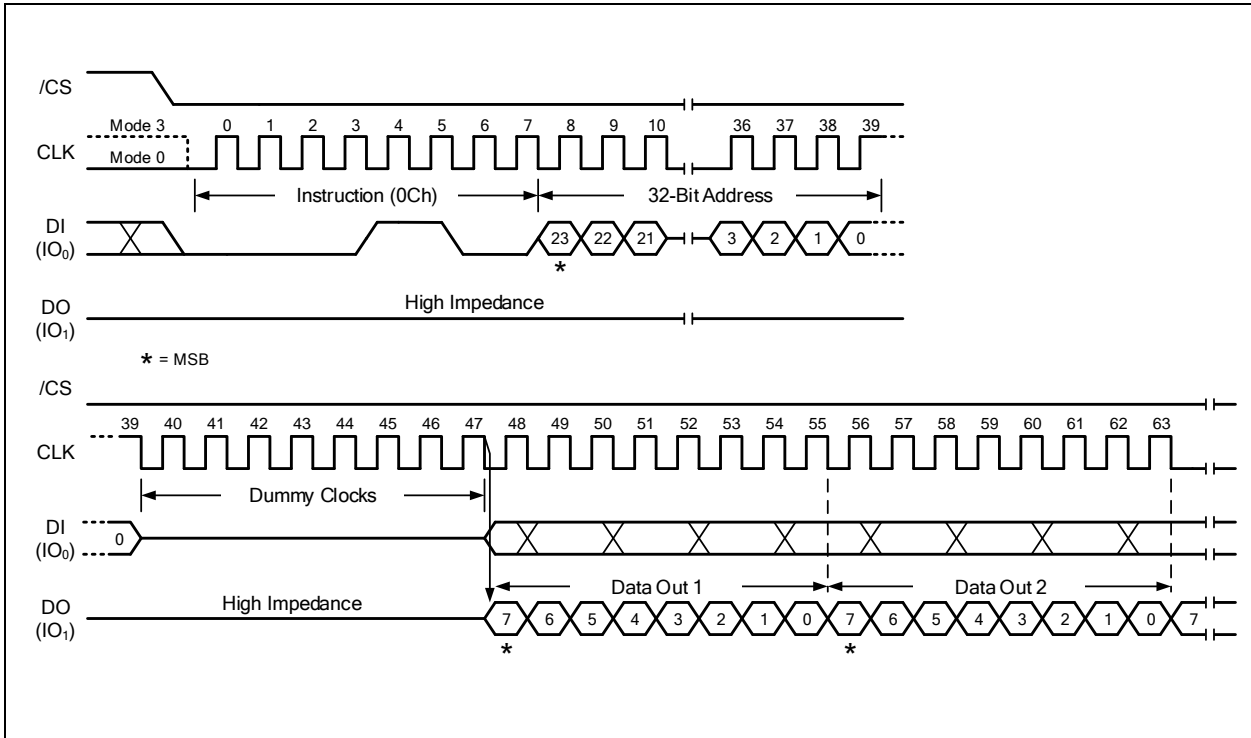 /CS
Mode 3 0 1 2 3 4 5 6 7 8 9 10 36 37 38 39
CLK
Mode 0
Instruction (0Ch) 32-Bit Address
DI
(IO0)
23 22 21 3 2 1 0
*
DO
(IO1)
High Impedance
* = MSB
/CS
39 40 41 42 43 44 45 46 47 48 49 50 51 52 53 54 55 56 57 58 59 60 61 62 63
CLK
Dummy Clocks
DI
(IO0)
0
Data Out 1 Data Out 2
DO
(IO1)
High Impedance
7 6 5 4 3 2 1 0 7 6 5 4 3 2 1 0 7
* *